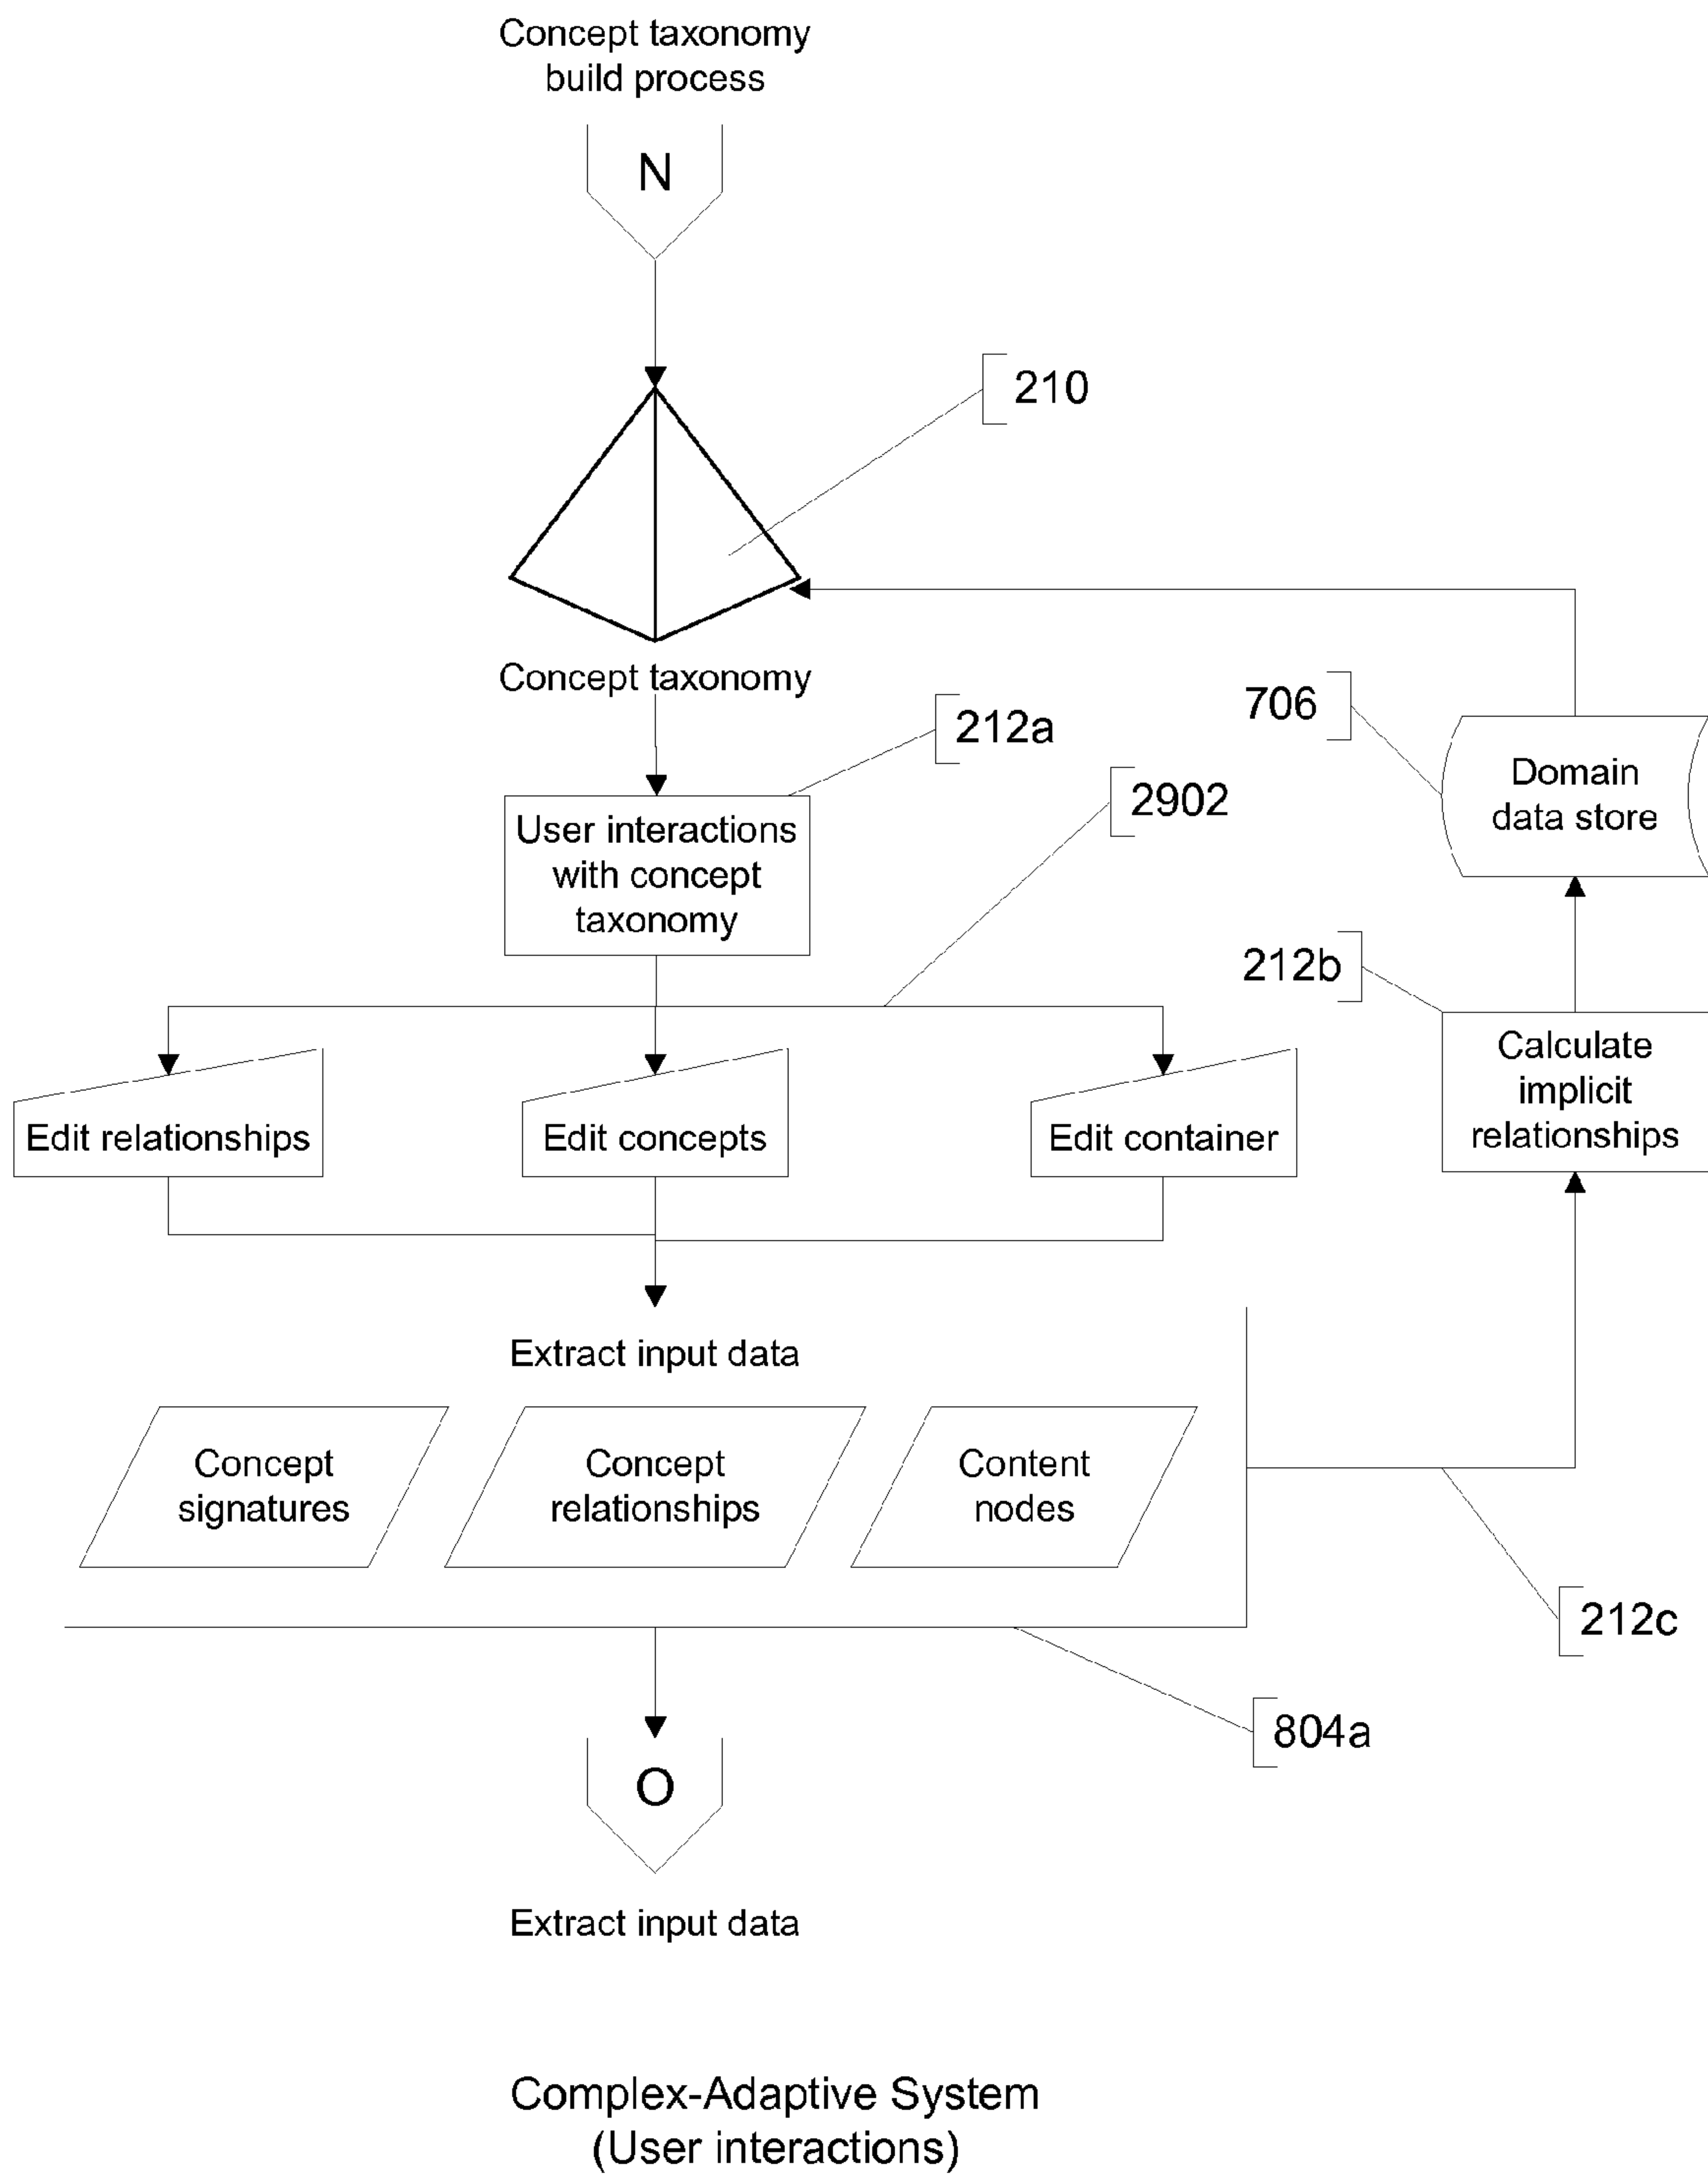 Concept taxonomy
build process
N
210
Concept taxonomy
706
212a
Domain
data store
2902
User interactions
with concept
taxonomy
212b
Calculate
implicit
relationships
Edit relationships
Edit concepts
Edit container
Extract input data
Concept
signatures
Concept
relationships
Content
nodes
212c
804a
O
Extract input data
Complex-Adaptive System
(User interactions)